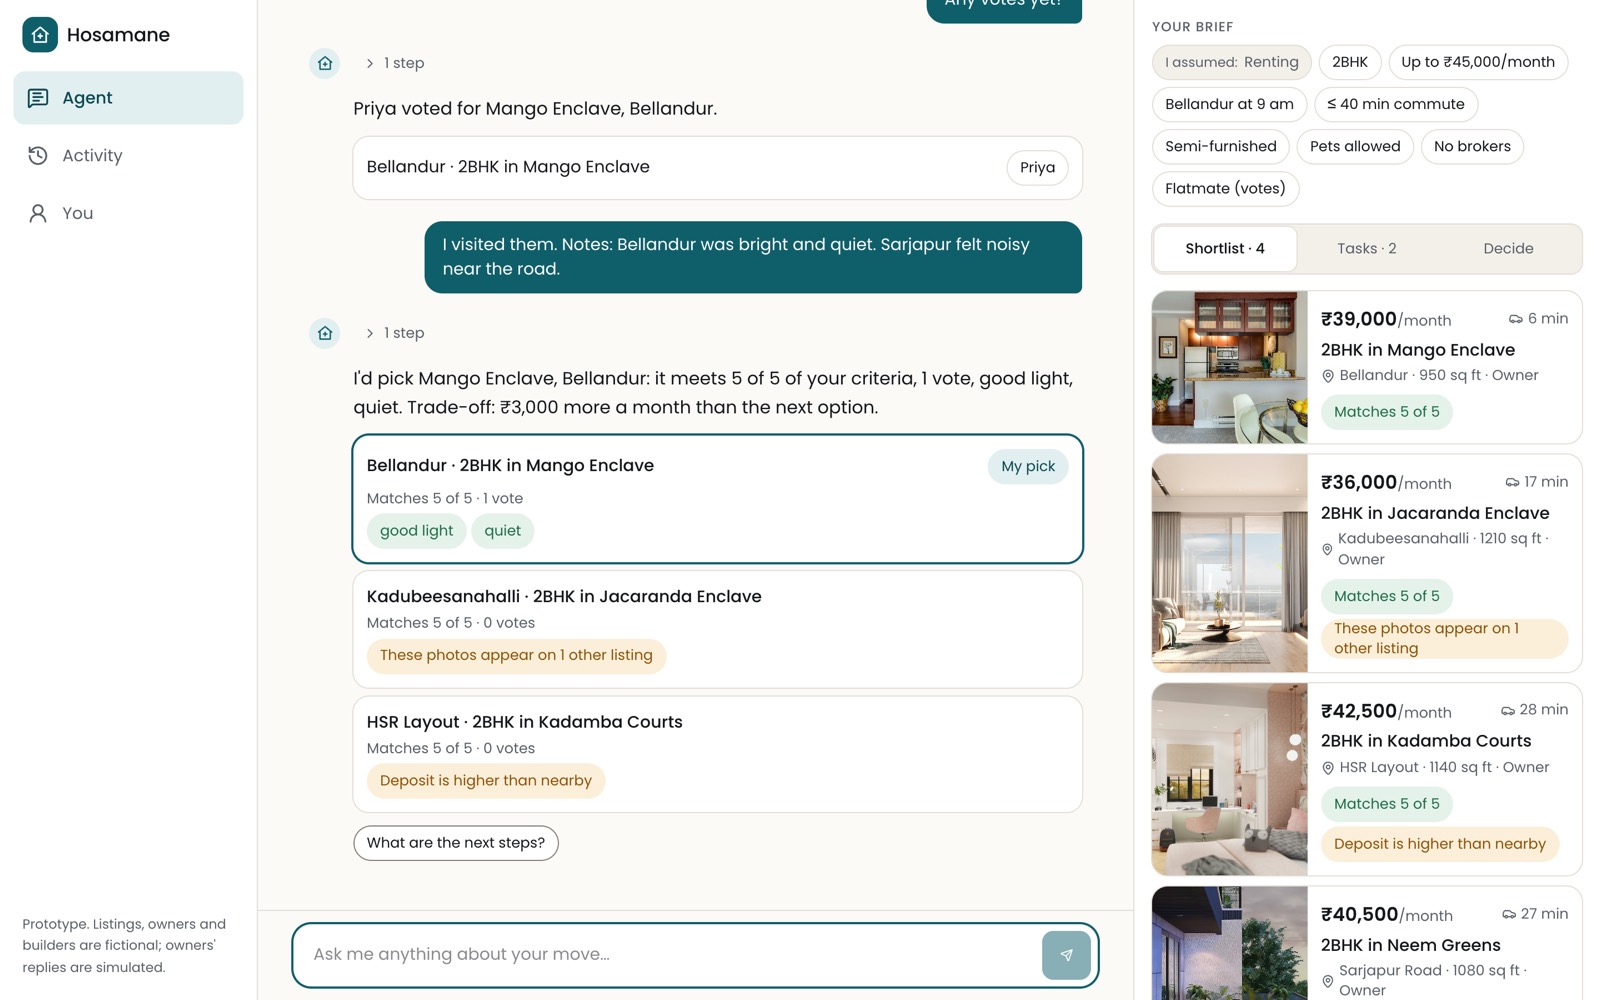 Hosamane
Agent
Activity
You
Prototype. Listings, owners and
builders are fictional; owners'
replies are simulated.
Any votes yet?
1 step
Priya voted for Mango Enclave, Bellandur.
Bellandur · 2BHK in Mango Enclave
Priya
I visited them. Notes: Bellandur was bright and quiet. Sarjapur felt noisy
near the road.
1 step
I'd pick Mango Enclave, Bellandur: it meets 5 of 5 of your criteria, 1 vote, good light,
quiet. Trade-off: ₹3,000 more a month than the next option.
Bellandur · 2BHK in Mango Enclave
My pick
Matches 5 of 5 · 1 vote
good light
quiet
Kadubeesanahalli · 2BHK in Jacaranda Enclave
Matches 5 of 5 · 0 votes
These photos appear on 1 other listing
HSR Layout · 2BHK in Kadamba Courts
Matches 5 of 5 · 0 votes
Deposit is higher than nearby
What are the next steps?
Ask me anything about your move...
YOUR BRIEF
I assumed: Renting
2BHK
Up to ₹45,000/month
Bellandur at 9 am
≤ 40 min commute
Semi-furnished
Pets allowed
No brokers
Flatmate (votes)
Shortlist · 4
Tasks · 2
Decide
₹39,000/month
6 min
2BHK in Mango Enclave
Bellandur · 950 sq ft · Owner
Matches 5 of 5
₹36,000/month
17 min
2BHK in Jacaranda Enclave
Kadubeesanahalli · 1210 sq ft ·
Owner
Matches 5 of 5
These photos appear on 1
other listing
₹42,500/month
28 min
2BHK in Kadamba Courts
HSR Layout · 1140 sq ft · Owner
Matches 5 of 5
Deposit is higher than nearby
₹40,500/month
27 min
2BHK in Neem Greens
Sarjapur Road · 1080 sq ft ·
Owner